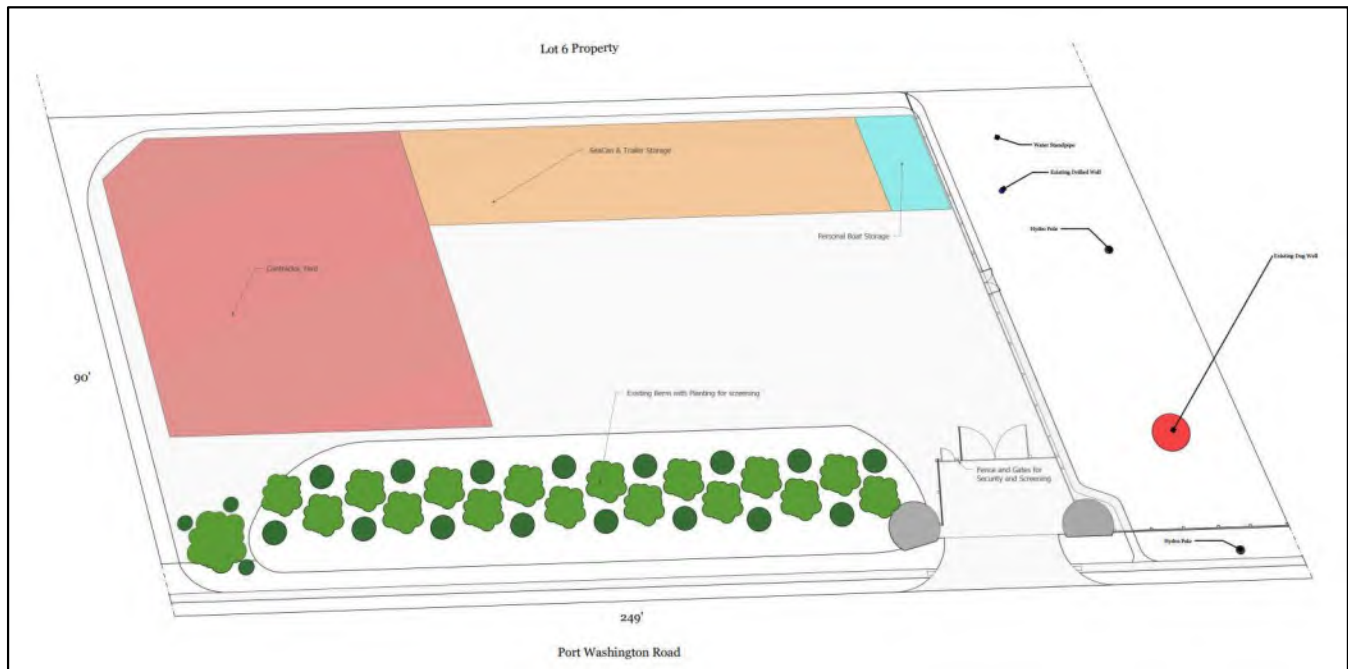 Lot 6 Property
Water Standpipe
SeaCan & Trailer Storage
Existing Drilled Well
Hydro Pole
Personal Boat Storage
Existing Dug Well
Contractor Yard
90'
Existing Berm with Planting for screening
Fence and Gates for
Security and Screening
Hydro Pole
249'
Port Washington Road